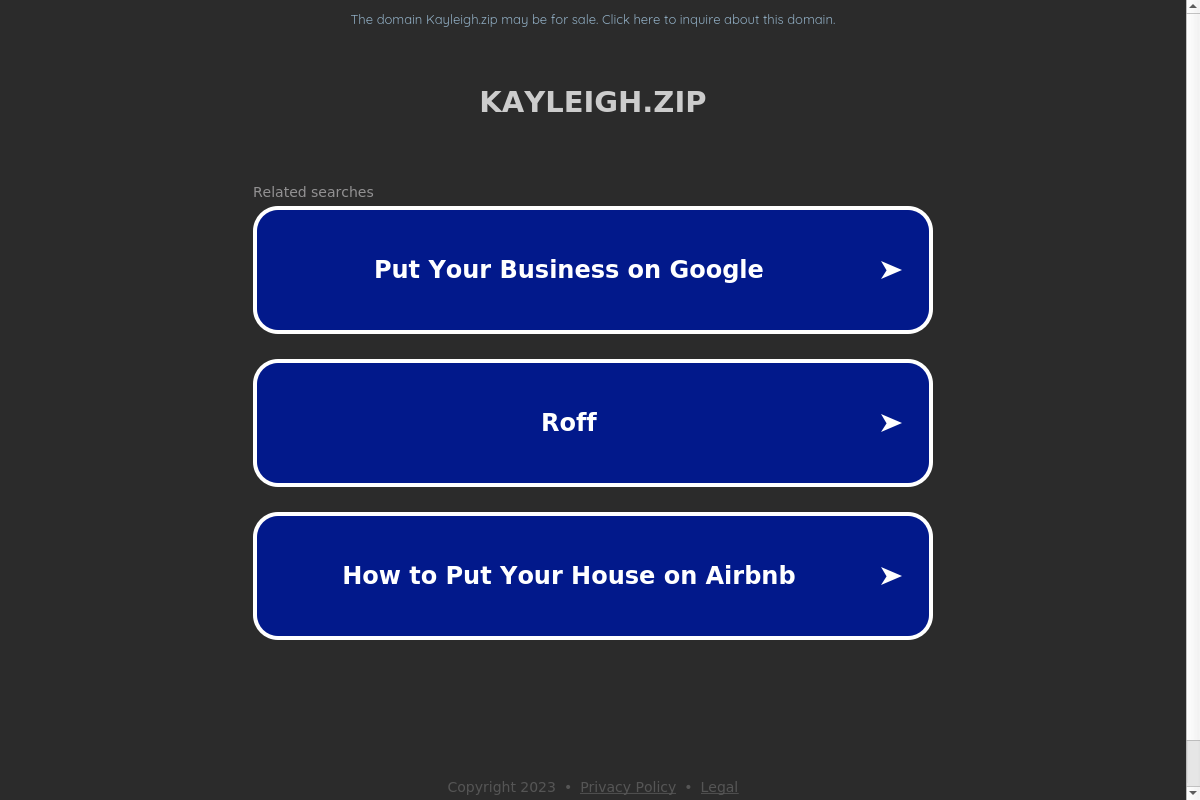 The domain Kayleigh.zip may be for sale. Click here to inquire about this domain.
KAYLEIGH.ZIP
Related searches
Put Your Business on Google
Roff
How to Put Your House on Airbnb
Copyright 2023 • Privacy Policy • Legal